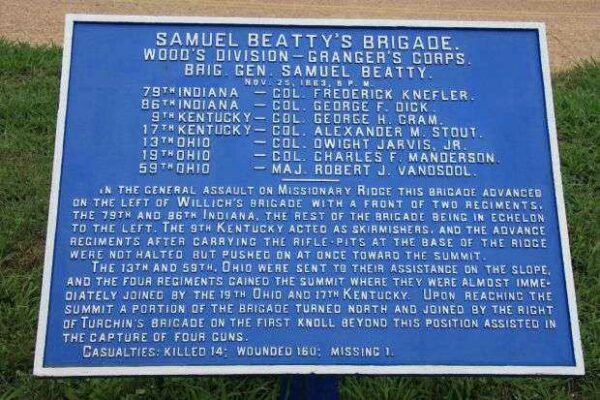 SAMUEL BEATTY'S BRIGADE.
WOOD'S DIVISION – GRANGER'S CORPS.
BRIG. GEN. SAMUEL BEATTY.
NOV. 25, 1863, 6 P. M.
79TH INDIANA – COL. FREDERICK KNEFLER.
86TH INDIANA – COL. GEORGE F. DICK.
9TH KENTUCKY – COL. GEORGE H. CRAM.
17TH KENTUCKY – COL. ALEXANDER M. STOUT.
13TH OHIO – COL. DWIGHT JARVIS, JR.
19TH OHIO – COL. CHARLES F. MANDERSON.
59TH OHIO – MAJ. ROBERT J. VANOSDOL.
IN THE GENERAL ASSAULT ON MISSIONARY RIDGE THIS BRIGADE ADVANCED
ON THE LEFT OF WILLICH'S BRIGADE WITH A FRONT OF TWO REGIMENTS,
THE 79TH AND 86TH INDIANA, THE REST OF THE BRIGADE BEING IN ECHELON
TO THE LEFT. THE 9TH KENTUCKY ACTED AS SKIRMISHERS, AND THE ADVANCE
REGIMENTS AFTER CARRYING THE RIFLE-PITS AT THE BASE OF THE RIDGE
WERE NOT HALTED BUT PUSHED ON AT ONCE TOWARD THE SUMMIT.
THE 13TH AND 59TH, OHIO WERE SENT TO THEIR ASSISTANCE ON THE SLOPE,
AND THE FOUR REGIMENTS GAINED THE SUMMIT WHERE THEY WERE ALMOST IMME-
DIATELY JOINED BY THE 19TH OHIO AND 17TH KENTUCKY. UPON REACHING THE
SUMMIT A PORTION OF THE BRIGADE TURNED NORTH AND JOINED BY THE RIGHT
OF TURCHIN'S BRIGADE ON THE FIRST KNOLL BEYOND THIS POSITION ASSISTED IN
THE CAPTURE OF FOUR GUNS.
CASUALTIES: KILLED 14; WOUNDED 160; MISSING 1.